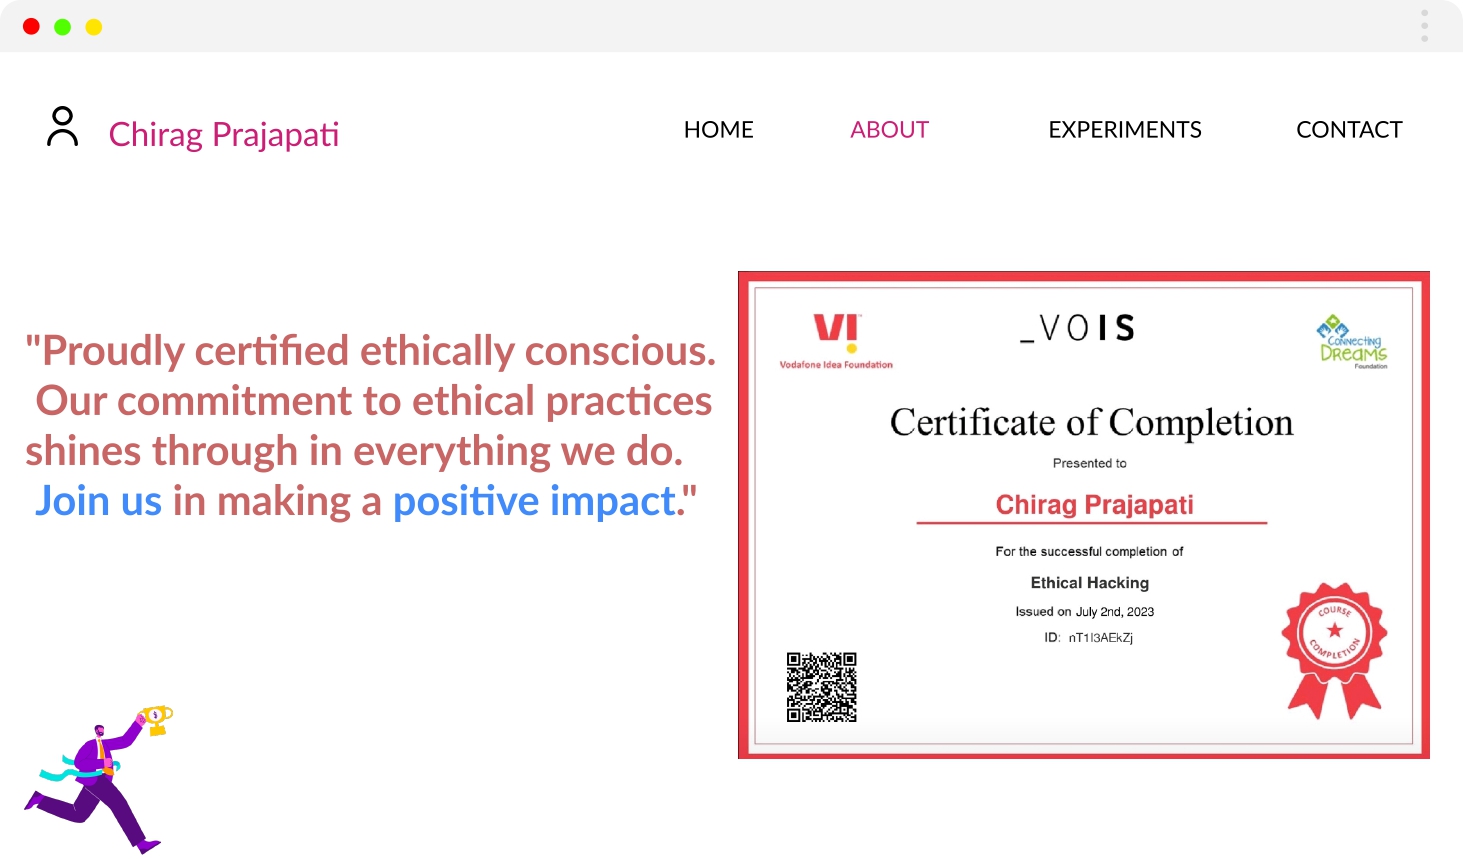 Chirag Prajapati
HOME
ABOUT
EXPERIMENTS
CONTACT
"Proudly certified ethically conscious.
Our commitment to ethical practices
shines through in everything we do.
Join us in making a positive impact."
VI
Vodafone Idea Foundation
_VOIS
Connecting
Dreams
Foundation
Certificate of Completion
Presented to
Chirag Prajapati
For the successful completion of
Ethical Hacking
Issued on July 2nd, 2023
ID: nT1I3AEkZj
COURSE
COMPLETION